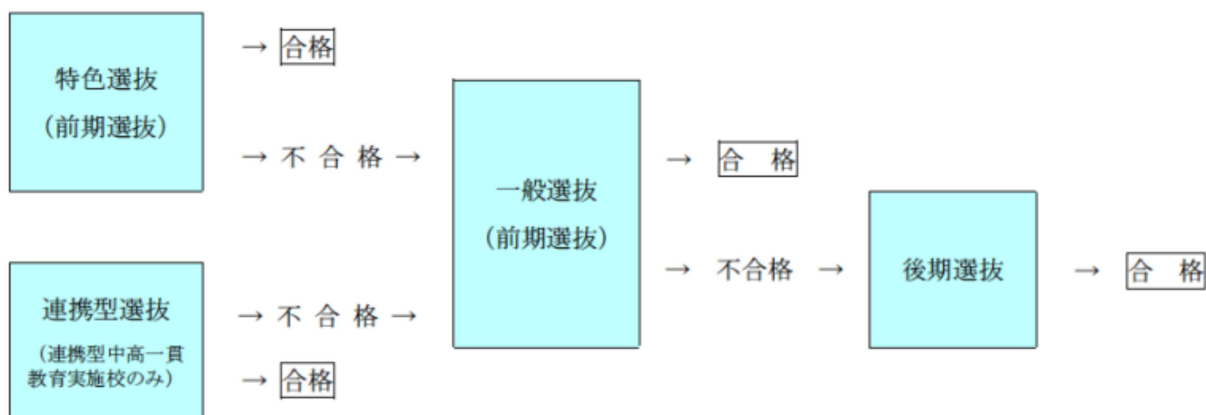 特色選抜
(前期選抜)
→ 合格
→ 不 合 格 →
連携型選抜
(連携型中高一貫
教育実施校のみ)
→ 不 合 格 →
→ 合格
一般選抜
(前期選抜)
→ 合　格
→ 不合格 →
後期選抜
→ 合　格